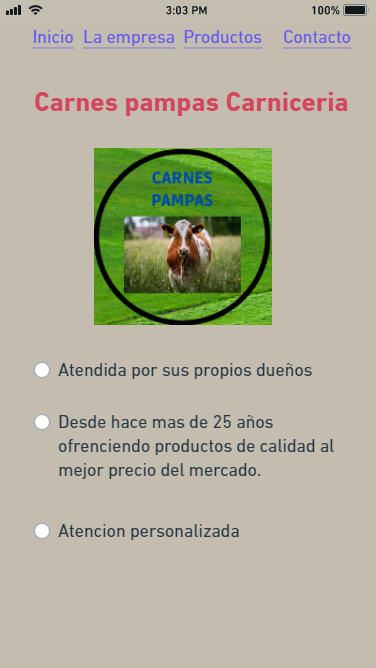 3:03 PM
100%
Inicio La empresa Productos Contacto
Carnes pampas Carniceria
CARNES
PAMPAS
Atendida por sus propios dueños
Desde hace mas de 25 años
ofrenciendo productos de calidad al
mejor precio del mercado.
Atencion personalizada